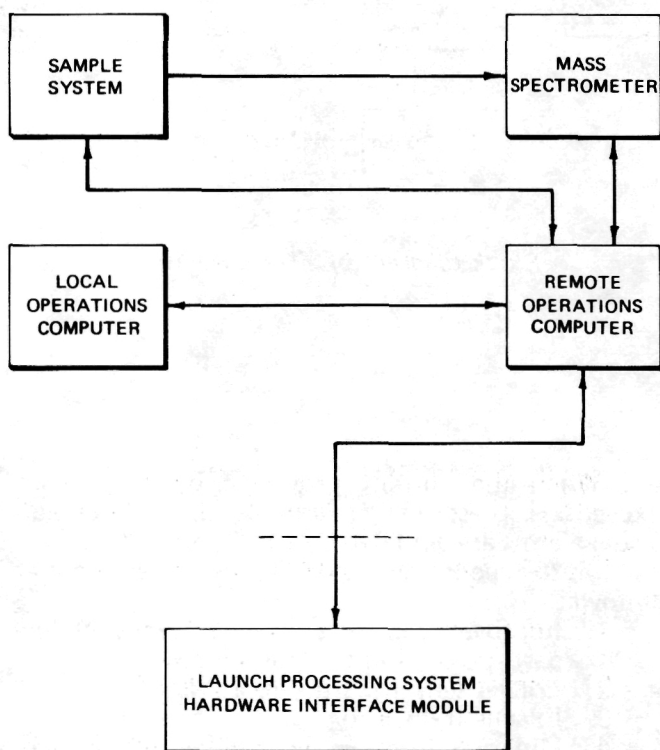 SAMPLE
SYSTEM
MASS
SPECTROMETER
LOCAL
OPERATIONS
COMPUTER
REMOTE
OPERATIONS
COMPUTER
LAUNCH PROCESSING SYSTEM
HARDWARE INTERFACE MODULE